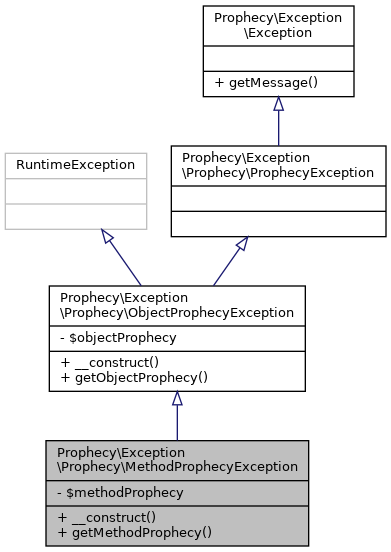 Prophecy\Exception
\Exception
+ getMessage()
RuntimeException
Prophecy\Exception
\Prophecy\ProphecyException
Prophecy\Exception
\Prophecy\ObjectProphecyException
- $objectProphecy
+ __construct()
+ getObjectProphecy()
Prophecy\Exception
\Prophecy\MethodProphecyException
- $methodProphecy
+ __construct()
+ getMethodProphecy()